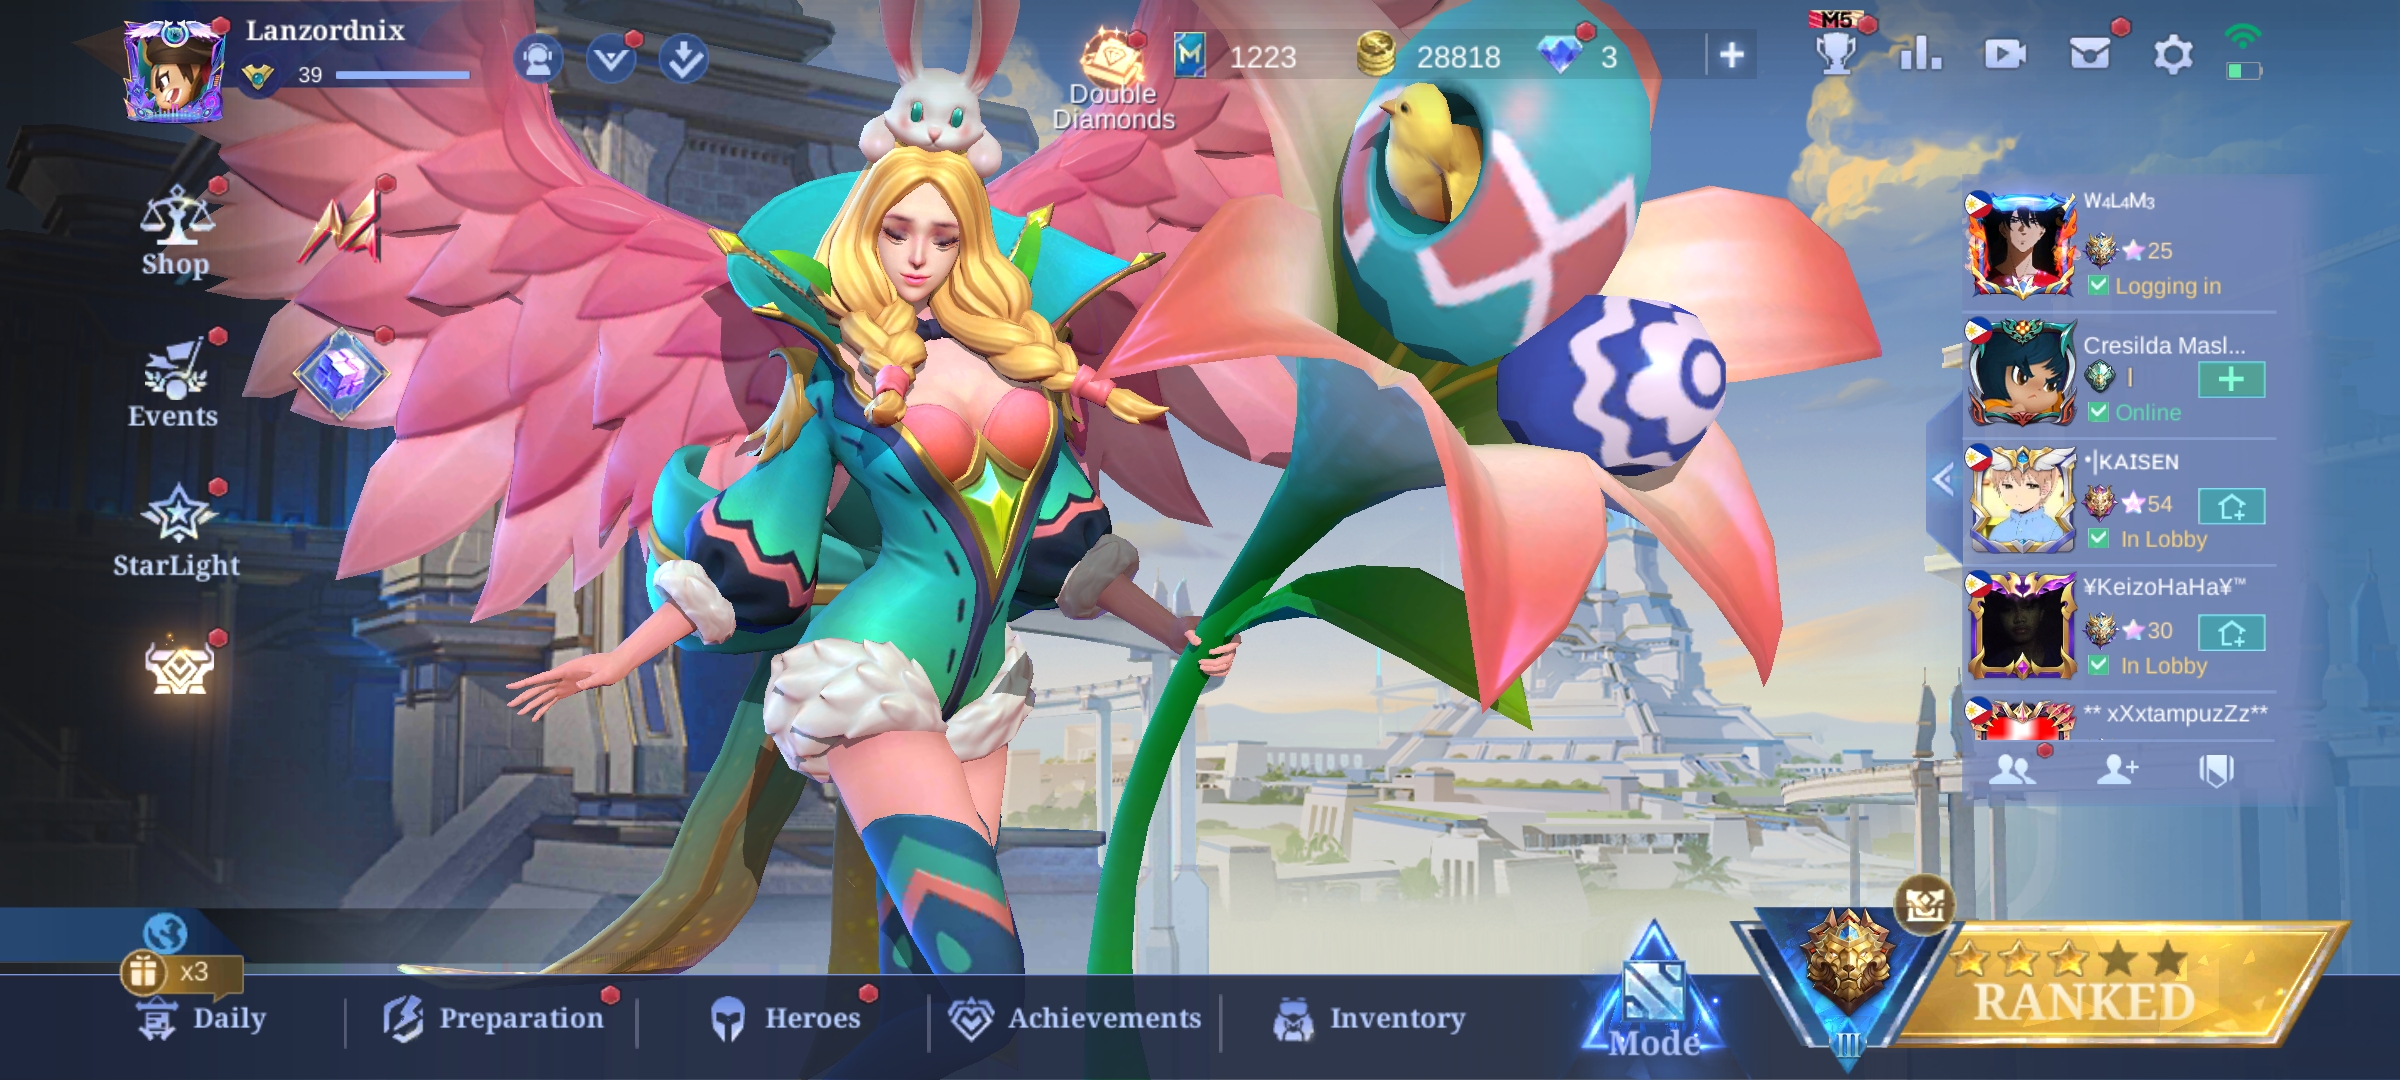 Lanzordnix
39
Double
Diamonds
1223
28818
3
M5
Shop
Events
StarLight
W4L4M3
25
Logging in
Cresilda Masl...
I
Online
•|KAISEN
54
In Lobby
¥KeizoHaHa¥™
30
In Lobby
** xXxtampuzZz**
x3
Daily
Preparation
Heroes
Achievements
Inventory
Mode
III
RANKED